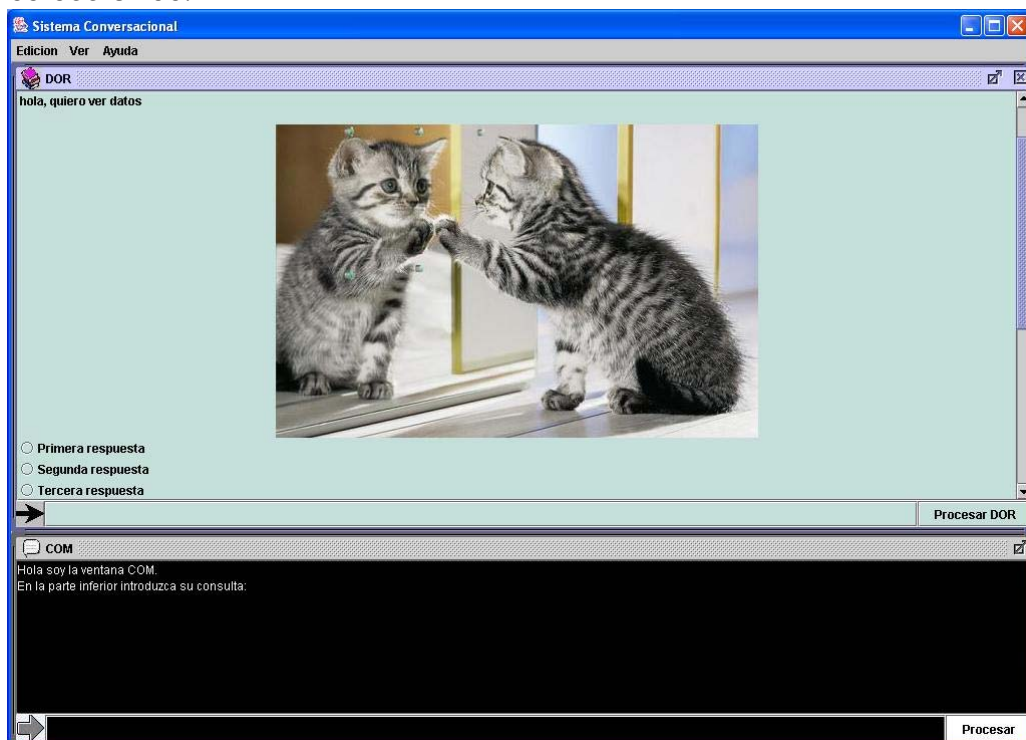 Sistema Conversacional
Edicion Ver Ayuda
DOR
hola, quiero ver datos
Primera respuesta
Segunda respuesta
Tercera respuesta
Procesar DOR
COM
Hola soy la ventana COM.
En la parte inferior introduzca su consulta:
Procesar